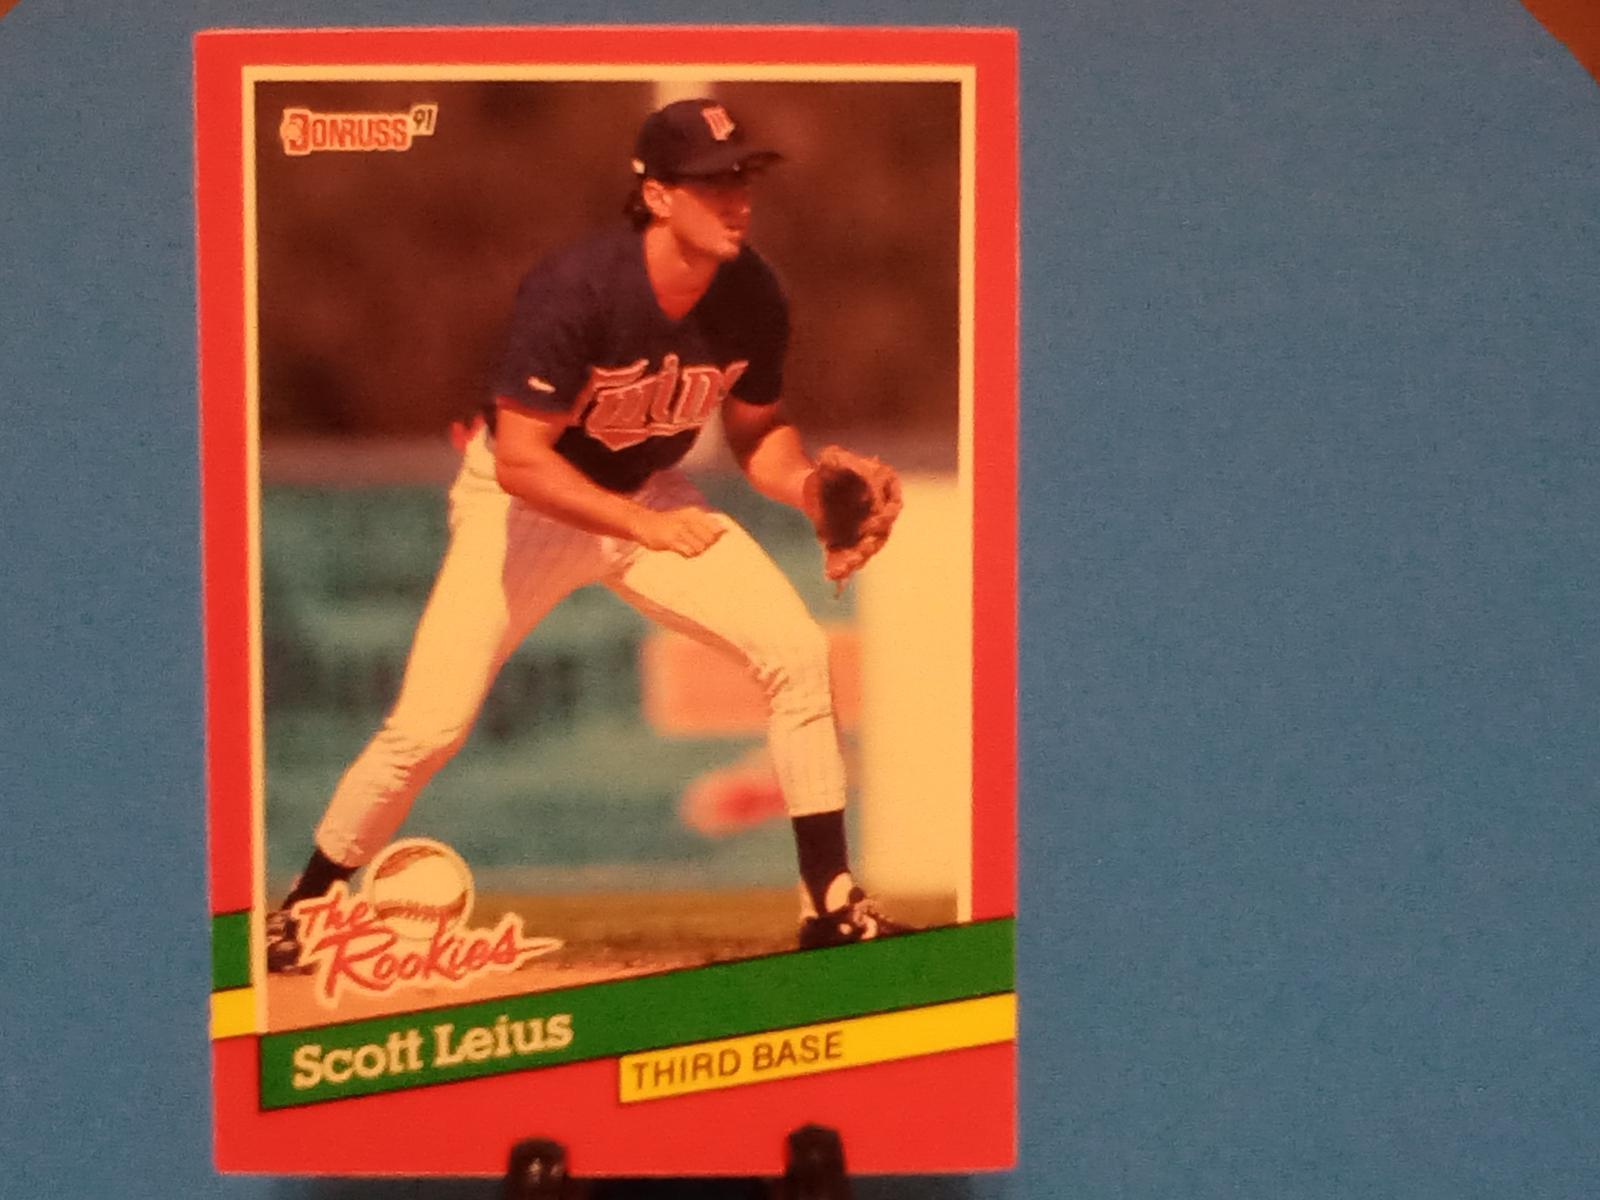 DONRUSS 91
Twins
The
Rookies
Scott Leius
THIRD BASE